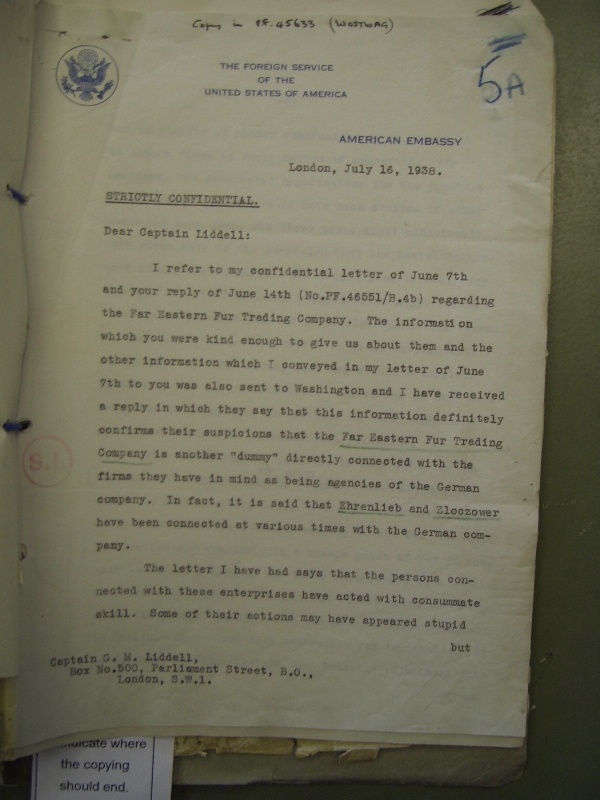 Copy in PF.45633 (WOSTWAG)
5A
THE FOREIGN SERVICE
OF THE
UNITED STATES OF AMERICA
AMERICAN EMBASSY
London, July 16, 1938.
STRICTLY CONFIDENTIAL.
Dear Captain Liddell:
I refer to my confidential letter of June 7th
and your reply of June 14th (No.PF.46551/B.4b) regarding
the Far Eastern Fur Trading Company. The information
which you were kind enough to give us about them and the
other information which I conveyed in my letter of June
7th to you was also sent to Washington and I have received
a reply in which they say that this information definitely
confirms their suspicions that the Far Eastern Fur Trading
Company is another "dummy" directly connected with the
firms they have in mind as being agencies of the German
company. In fact, it is said that Ehrenlieb and Zloczower
have been connected at various times with the German com-
pany.
S.I.
The letter I have had says that the persons con-
nected with these enterprises have acted with consummate
skill. Some of their actions may have appeared stupid
but
Captain G. M. Liddell,
Box No.500, Parliament Street, B.O.,
London, S.W.1.
indicate where
the copying
should end.